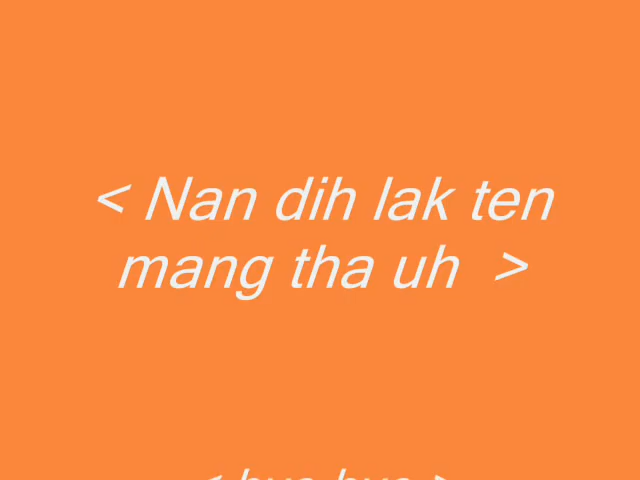 < Nan dih lak ten
mang tha uh >